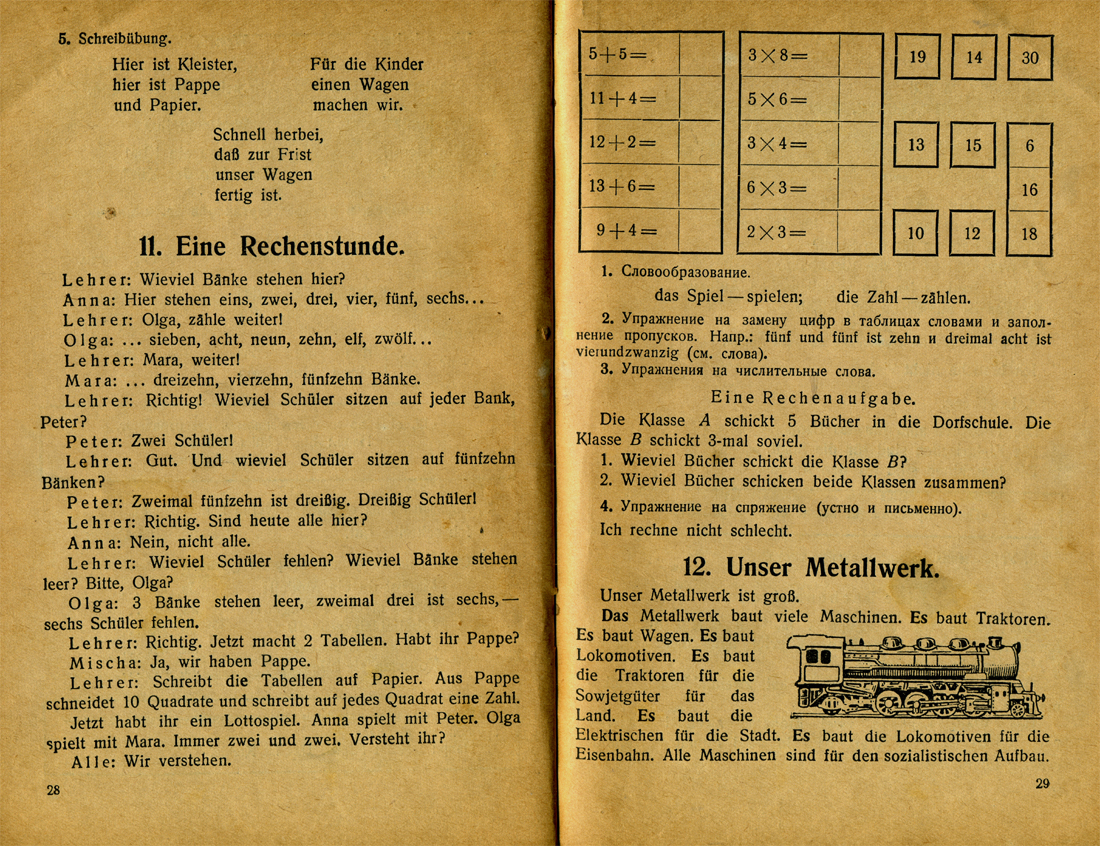 5. Schreibübung.
Hier ist Kleister,
hier ist Pappe
und Papier.
Für die Kinder
einen Wagen
machen wir.
Schnell herbei,
daß zur Frist
unser Wagen
fertig ist.
11. Eine Rechenstunde.
Lehrer: Wieviel Bänke stehen hier?
Anna: Hier stehen eins, zwei, drei, vier, fünf, sechs...
Lehrer: Olga, zähle weiter!
Olga: ... sieben, acht, neun, zehn, elf, zwölf...
Lehrer: Mara, weiter!
Mara: ... dreizehn, vierzehn, fünfzehn Bänke.
Lehrer: Richtig! Wieviel Schüler sitzen auf jeder Bank,
Peter?
Peter: Zwei Schüler!
Lehrer: Gut. Und wieviel Schüler sitzen auf fünfzehn
Bänken?
Peter: Zweimal fünfzehn ist dreißig. Dreißig Schüler!
Lehrer: Richtig. Sind heute alle hier?
Anna: Nein, nicht alle.
Lehrer: Wieviel Schüler fehlen? Wieviel Bänke stehen
leer? Bitte, Olga?
Olga: 3 Bänke stehen leer, zweimal drei ist sechs,—
sechs Schüler fehlen.
Lehrer: Richtig. Jetzt macht 2 Tabellen. Habt ihr Pappe?
Mischa: Ja, wir haben Pappe.
Lehrer: Schreibt die Tabellen auf Papier. Aus Pappe
schneidet 10 Quadrate und schreibt auf jedes Quadrat eine Zahl.
Jetzt habt ihr ein Lottospiel. Anna spielt mit Peter. Olga
spielt mit Mara. Immer zwei und zwei. Versteht ihr?
Alle: Wir verstehen.
28
5+5=
11+4=
12+2=
13+6=
9+4=
3×8=
5×6=
3×4=
6×3=
2×3=
19 14 30
13 15 6
16
10 12 18
1. Словообразование.
das Spiel — spielen; die Zahl — zählen.
2. Упражнение на замену цифр в таблицах словами и запол-
нение пропусков. Напр.: fünf und fünf ist zehn и dreimal acht ist
vierundzwanzig (см. слова).
3. Упражнения на числительные слова.
Eine Rechenaufgabe.
Die Klasse A schickt 5 Bücher in die Dorfschule. Die
Klasse B schickt 3-mal soviel.
1. Wieviel Bücher schickt die Klasse B?
2. Wieviel Bücher schicken beide Klassen zusammen?
4. Упражнение на спряжение (устно и письменно).
Ich rechne nicht schlecht.
12. Unser Metallwerk.
Unser Metallwerk ist groß.
Das Metallwerk baut viele Maschinen. Es baut Traktoren.
Es baut Wagen. Es baut
Lokomotiven. Es baut
die Traktoren für die
Sowjetgüter für das
Land. Es baut die
Elektrischen für die Stadt. Es baut die Lokomotiven für die
Eisenbahn. Alle Maschinen sind für den sozialistischen Aufbau.
29